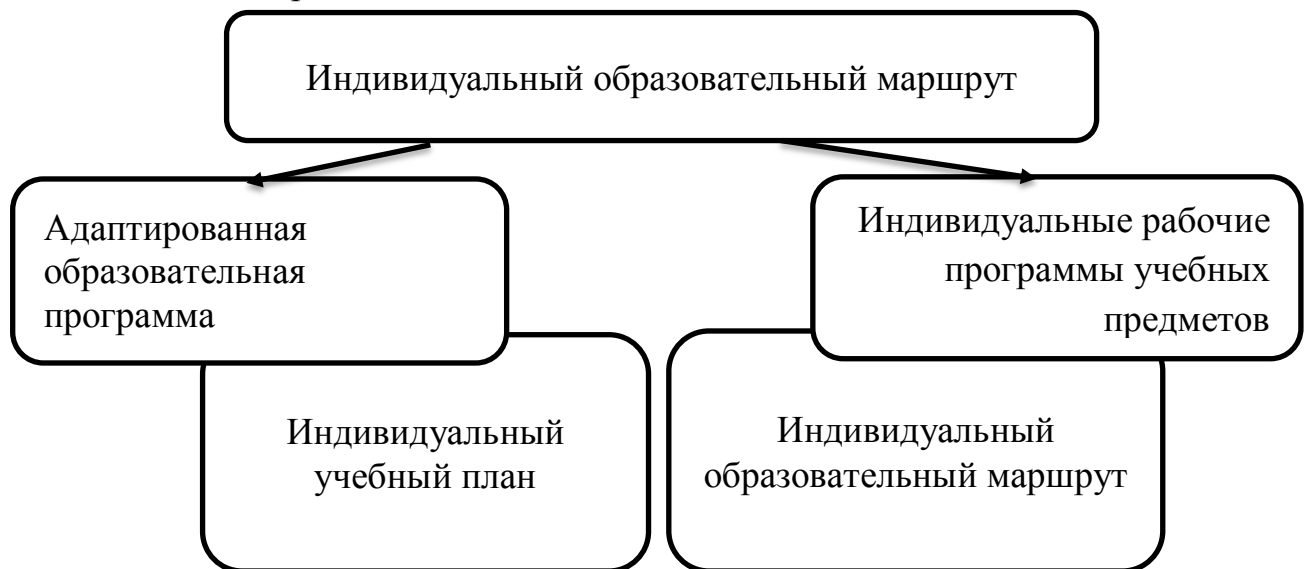 Индивидуальный образовательный маршрут
Адаптированная
образовательная
программа
Индивидуальные рабочие
программы учебных
предметов
Индивидуальный
учебный план
Индивидуальный
образовательный маршрут